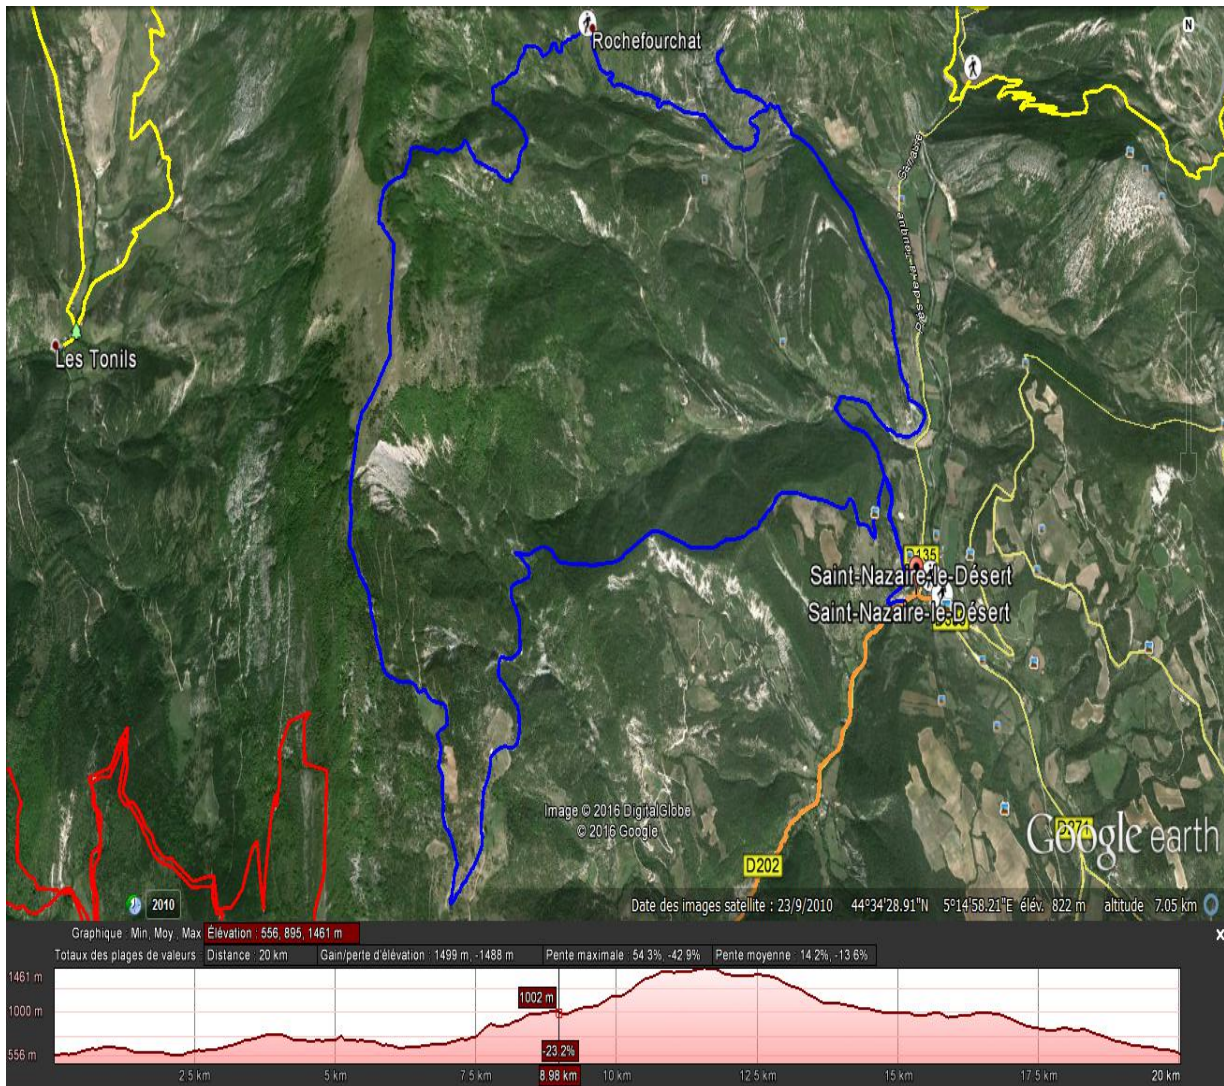 N
Rochefourchat
Les Tonils
D135
Saint-Nazaire-le-Désert
Saint-Nazaire-le-Désert
Image © 2016 DigitalGlobe
© 2016 Google
Google earth
D202
2010
Date des images satellite : 23/9/2010 44°34'28.91"N 5°14'58.21"E élév. 822 m altitude 7.05 km
Graphique : Min, Moy., Max Élévation : 556, 895, 1461 m
X
Totaux des plages de valeurs : Distance : 20 km Gain/perte d'élévation : 1499 m, -1488 m Pente maximale : 54.3%, -42.9% Pente moyenne : 14.2%, -13.6%
1461 m
1002 m
1000 m
556 m
-23.2%
2.5 km 5 km 7.5 km 8.98 km 10 km 12.5 km 15 km 17.5 km 20 km